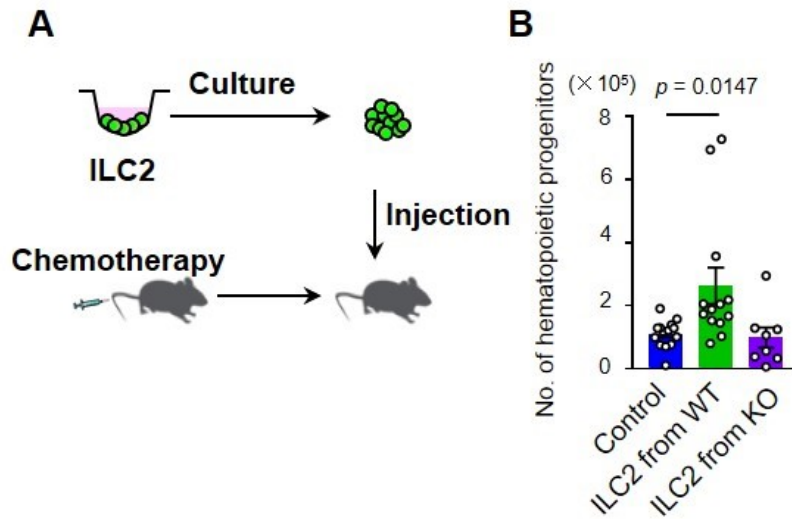 A
Culture
ILC2
Injection
Chemotherapy
B
No. of hematopoietic progenitors
(×10⁵)
p = 0.0147
8
6
4
2
0
Control
ILC2 from WT
ILC2 from KO